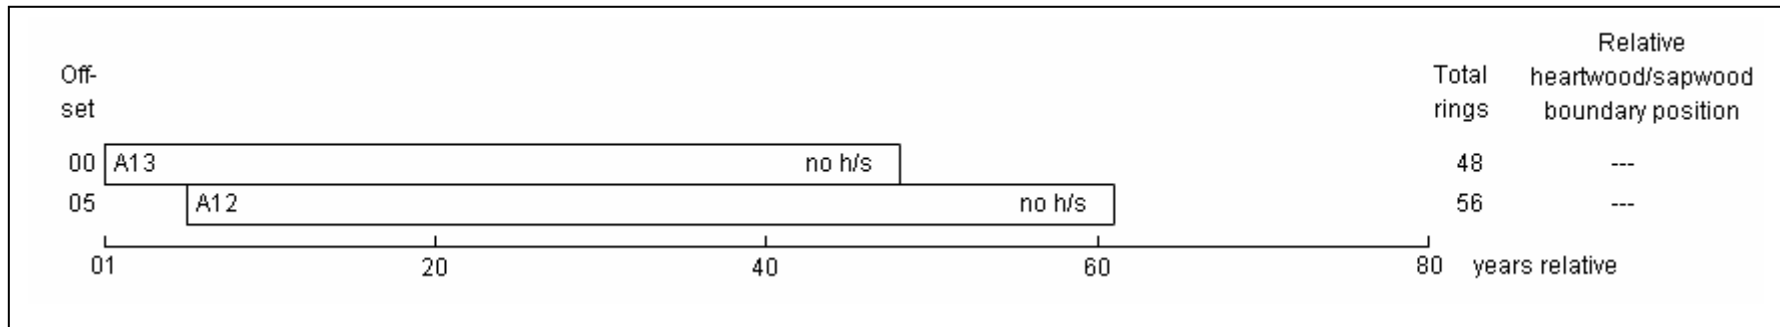 Relative
Off-
Total
heartwood/sapwood
set
rings
boundary position
00 A13 no h/s 48 ---
05 A12 no h/s 56 ---
01 20 40 60 80 years relative